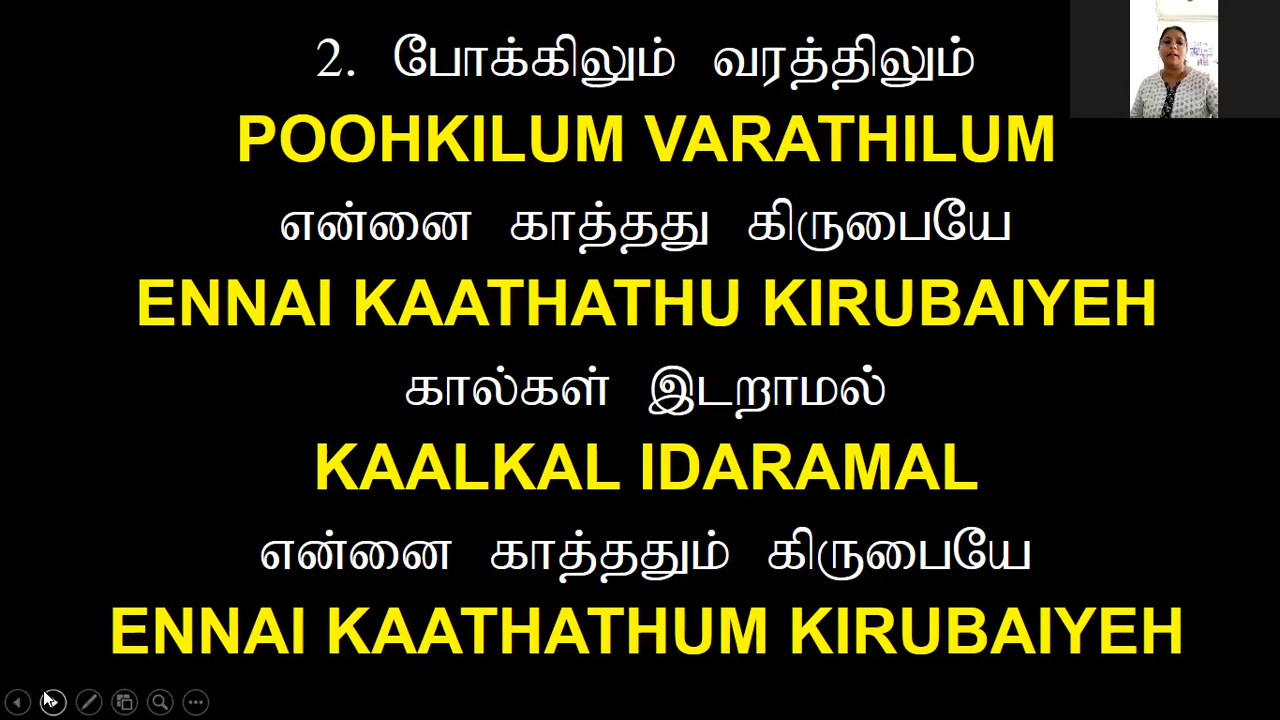 2. போக்கிலும் வரத்திலும்
POOHKILUM VARATHILUM
என்னை காத்தது கிருபையே
ENNAI KAATHATHU KIRUBAIYEH
கால்கள் இடறாமல்
KAALKAL IDARAMAL
என்னை காத்ததும் கிருபையே
ENNAI KAATHATHUM KIRUBAIYEH